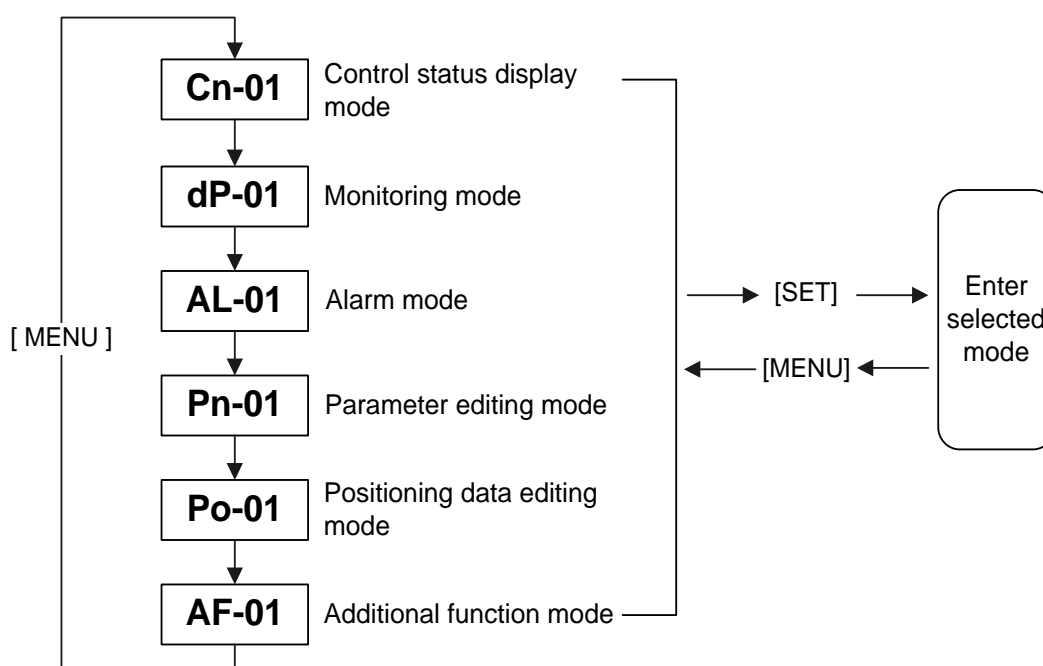 Cn-01
Control status display
mode
dP-01
Monitoring mode
AL-01
Alarm mode
[ MENU ]
Pn-01
Parameter editing mode
Po-01
Positioning data editing
mode
AF-01
Additional function mode
[SET]
[MENU]
Enter
selected
mode